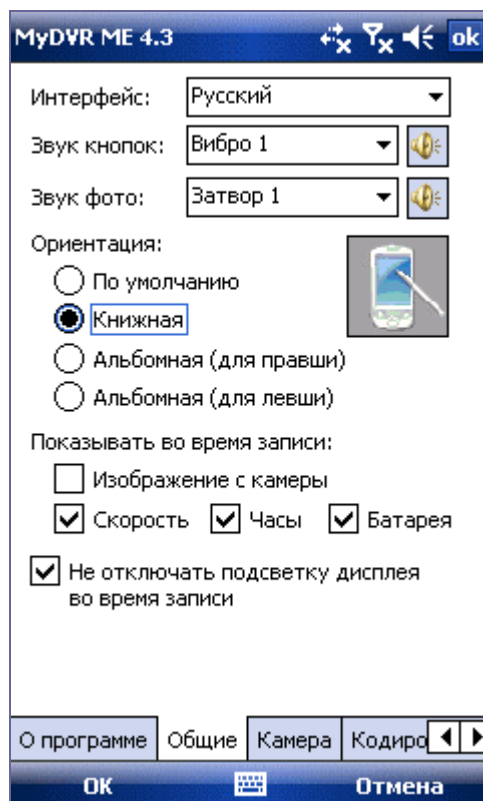 MyDVR ME 4.3 ok
Интерфейс: Русский
Звук кнопок: Вибро 1
Звук фото: Затвор 1
Ориентация:
По умолчанию
Книжная
Альбомная (для правши)
Альбомная (для левши)
Показывать во время записи:
Изображение с камеры
Скорость Часы Батарея
Не отключать подсветку дисплея
во время записи
О программе Общие Камера Кодиро
OK Отмена